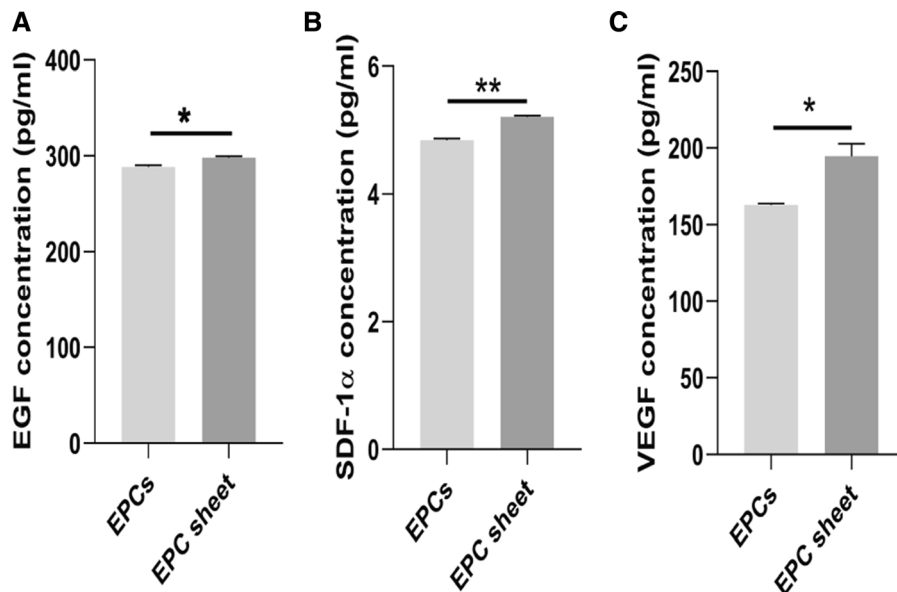 A
EGF concentration (pg/ml)
400
300
200
100
0
*
EPCs
EPC sheet
B
SDF-1α concentration (pg/ml)
6
4
2
0
**
EPCs
EPC sheet
C
VEGF concentration (pg/ml)
250
200
150
100
50
0
*
EPCs
EPC sheet